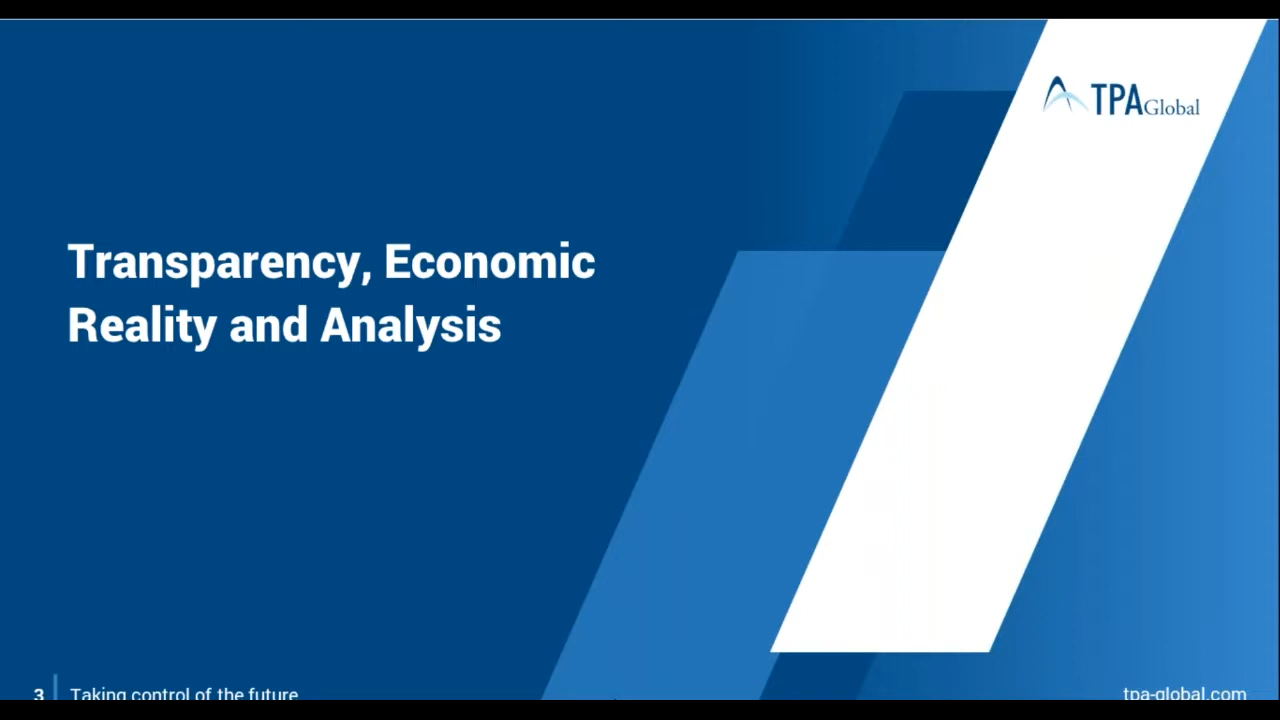 TPA Global
Transparency, Economic
Reality and Analysis
3
Taking control of the future
tpa-global.com